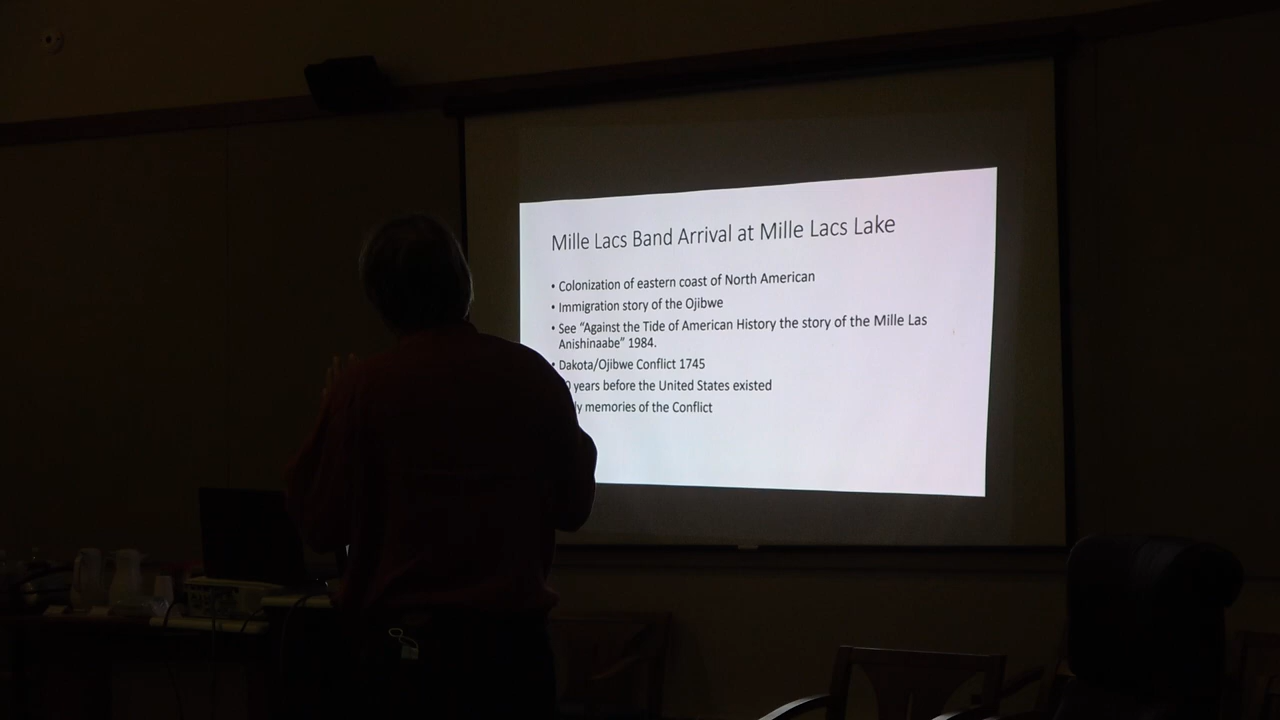 Mille Lacs Band Arrival at Mille Lacs Lake
• Colonization of eastern coast of North American
• Immigration story of the Ojibwe
• See “Against the Tide of American History the story of the Mille Las
Anishinaabe” 1984.
• Dakota/Ojibwe Conflict 1745
years before the United States existed
memories of the Conflict